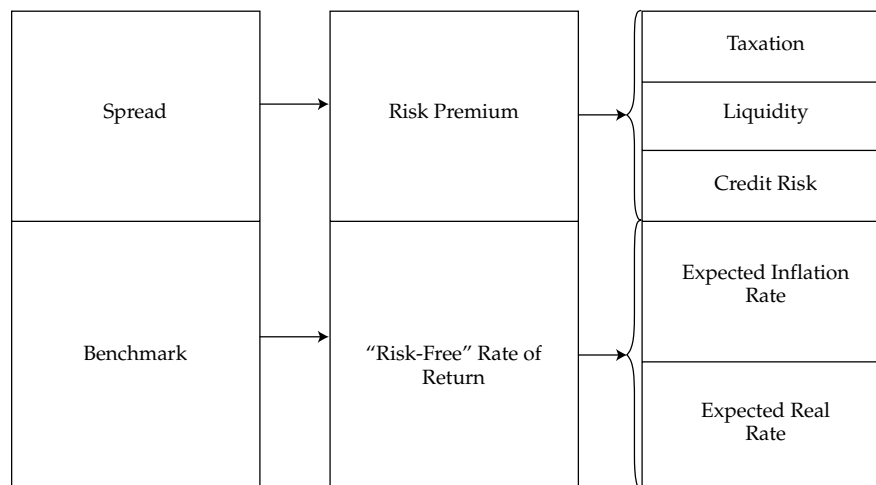 Spread
Risk Premium
Taxation
Liquidity
Credit Risk
Benchmark
“Risk-Free” Rate of
Return
Expected Inflation
Rate
Expected Real
Rate